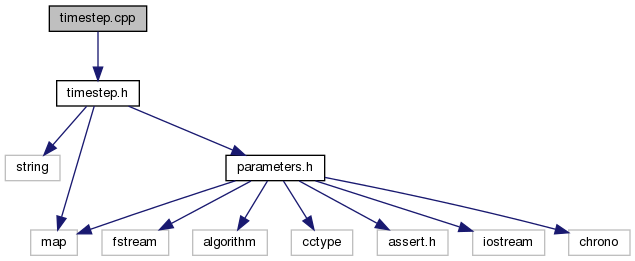 timestep.cpp
timestep.h
string
parameters.h
map
fstream
algorithm
cctype
assert.h
iostream
chrono